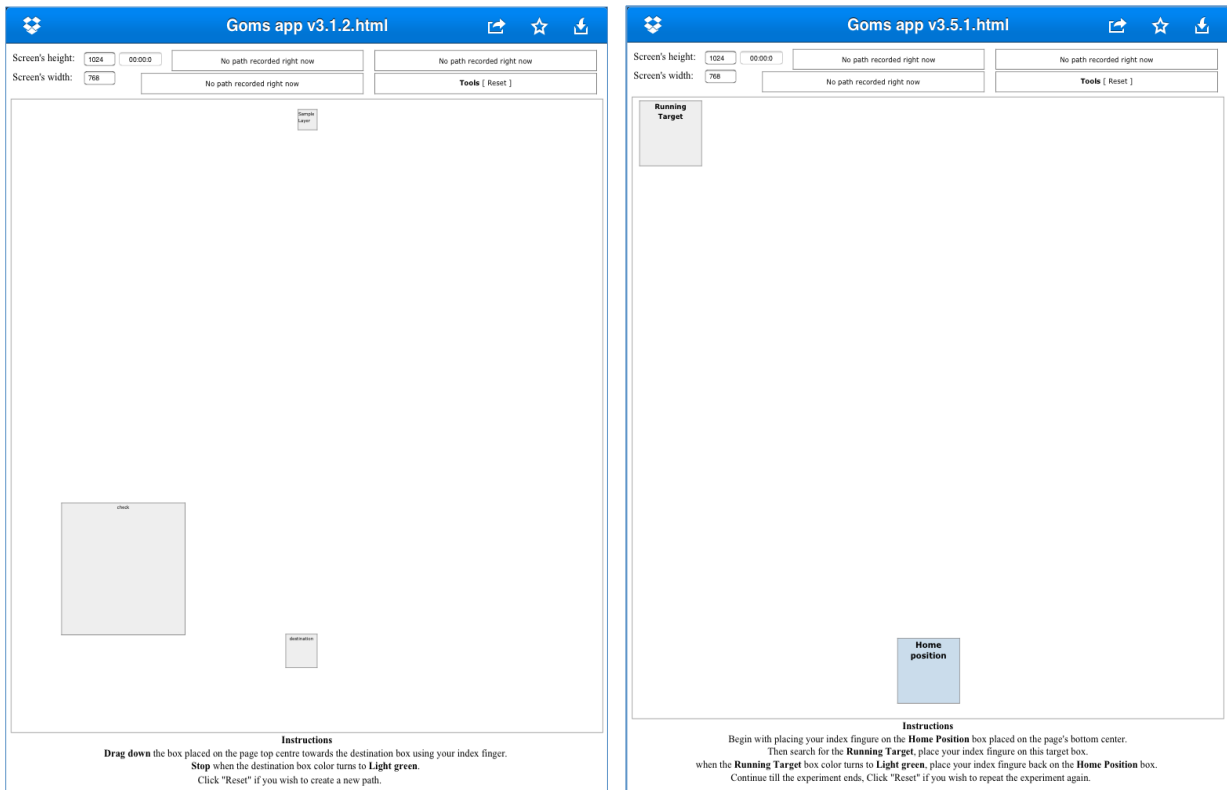 Goms app v3.1.2.html
Screen's height: 1024 00:00:0
No path recorded right now
No path recorded right now
Screen's width: 768
No path recorded right now
Tools [ Reset ]
Sample
Layer
check
destination
Instructions
Drag down the box placed on the page top centre towards the destination box using your index finger.
Stop when the destination box color turns to Light green.
Click "Reset" if you wish to create a new path.
Goms app v3.5.1.html
Screen's height: 1024 00:00:0
No path recorded right now
No path recorded right now
Screen's width: 768
No path recorded right now
Tools [ Reset ]
Running
Target
Home
position
Instructions
Begin with placing your index fingure on the Home Position box placed on the page's bottom center.
Then search for the Running Target, place your index fingure on this target box.
when the Running Target box color turns to Light green, place your index fingure back on the Home Position box.
Continue till the experiment ends, Click "Reset" if you wish to repeat the experiment again.